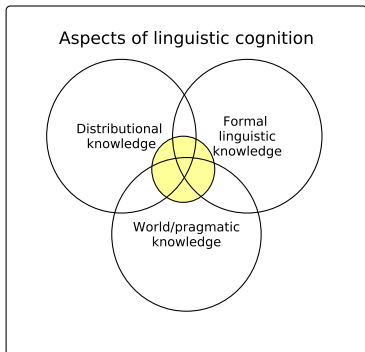 Aspects of linguistic cognition
Distributional
knowledge
Formal
linguistic
knowledge
World/pragmatic
knowledge